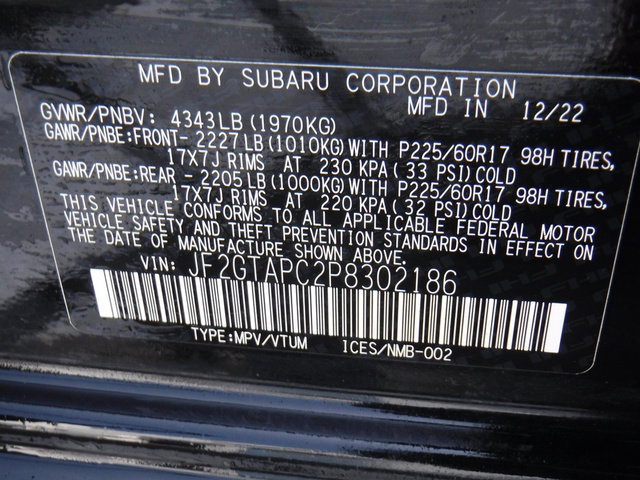 MFD BY SUBARU CORPORATION
MFD IN 12/22
GVWR/PNBV: 4343LB (1970KG)
GAWR/PNBE:FRONT- 2227LB(1010KG)WITH P225/60R17 98H TIRES,
17X7J RIMS AT 230 KPA(33 PSI)COLD
GAWR/PNBE:REAR - 2205LB(1000KG)WITH P225/60R17 98H TIRES,
17X7J RIMS AT 220 KPA(32 PSI)COLD
THIS VEHICLE CONFORMS TO ALL APPLICABLE FEDERAL MOTOR
VEHICLE SAFETY AND THEFT PREVENTION STANDARDS IN EFFECT ON
THE DATE OF MANUFACTURE SHOWN ABOVE.
VIN: JF2GTAPC2P8302186
TYPE:MPV/VTUM ICES/NMB-002